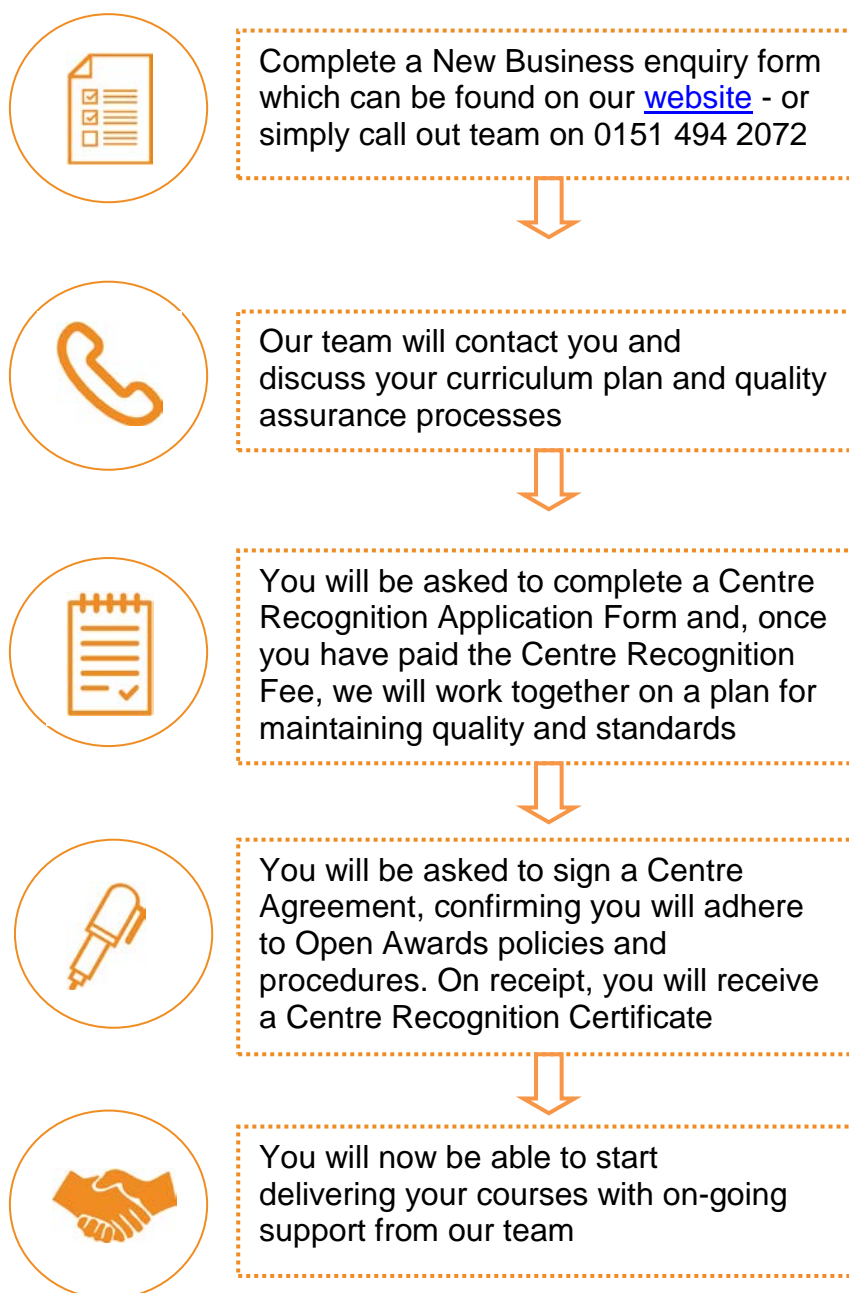 Complete a New Business enquiry form
which can be found on our website - or
simply call out team on 0151 494 2072
Our team will contact you and
discuss your curriculum plan and quality
assurance processes
You will be asked to complete a Centre
Recognition Application Form and, once
you have paid the Centre Recognition
Fee, we will work together on a plan for
maintaining quality and standards
You will be asked to sign a Centre
Agreement, confirming you will adhere
to Open Awards policies and
procedures. On receipt, you will receive
a Centre Recognition Certificate
You will now be able to start
delivering your courses with on-going
support from our team